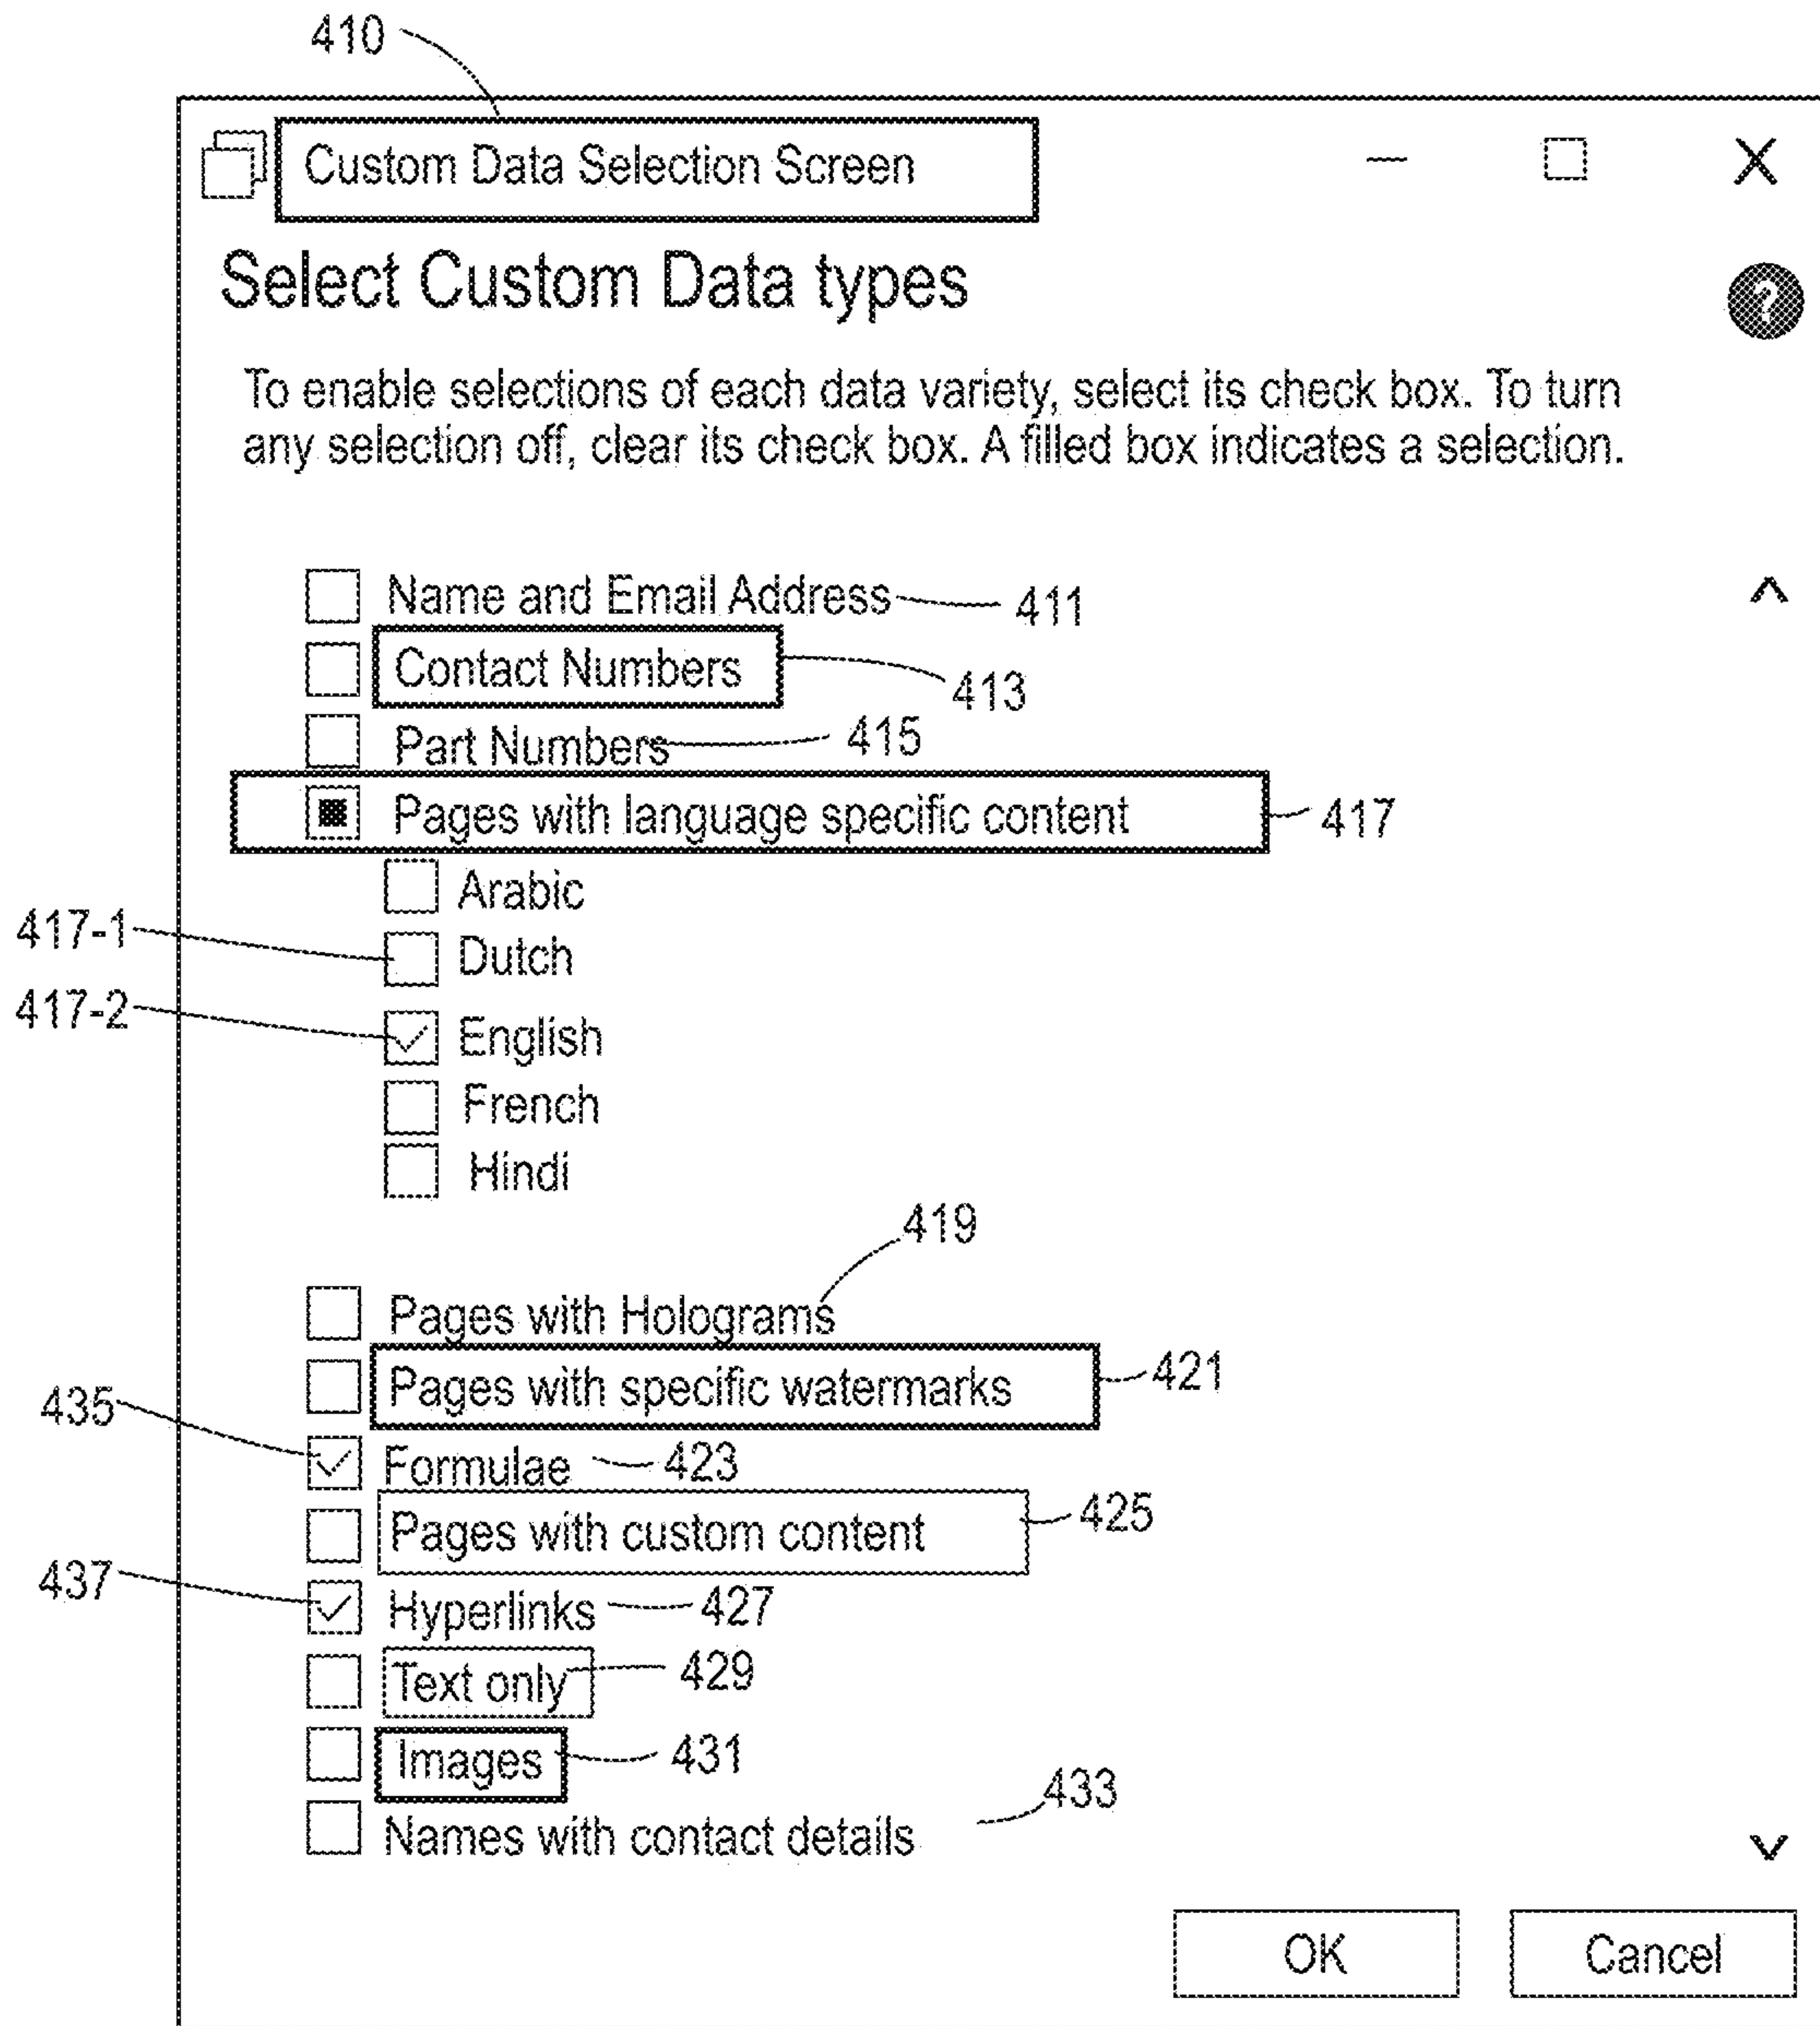 410
Custom Data Selection Screen
Select Custom Data types
?
To enable selections of each data variety, select its check box. To turn
any selection off, clear its check box. A filled box indicates a selection.
Name and Email Address 411
Contact Numbers 413
Part Numbers 415
Pages with language specific content 417
Arabic
417-1 Dutch
417-2 English
French
Hindi
419
Pages with Holograms
Pages with specific watermarks 421
435 Formulae 423
Pages with custom content 425
437 Hyperlinks 427
Text only 429
Images 431
Names with contact details 433
OK Cancel